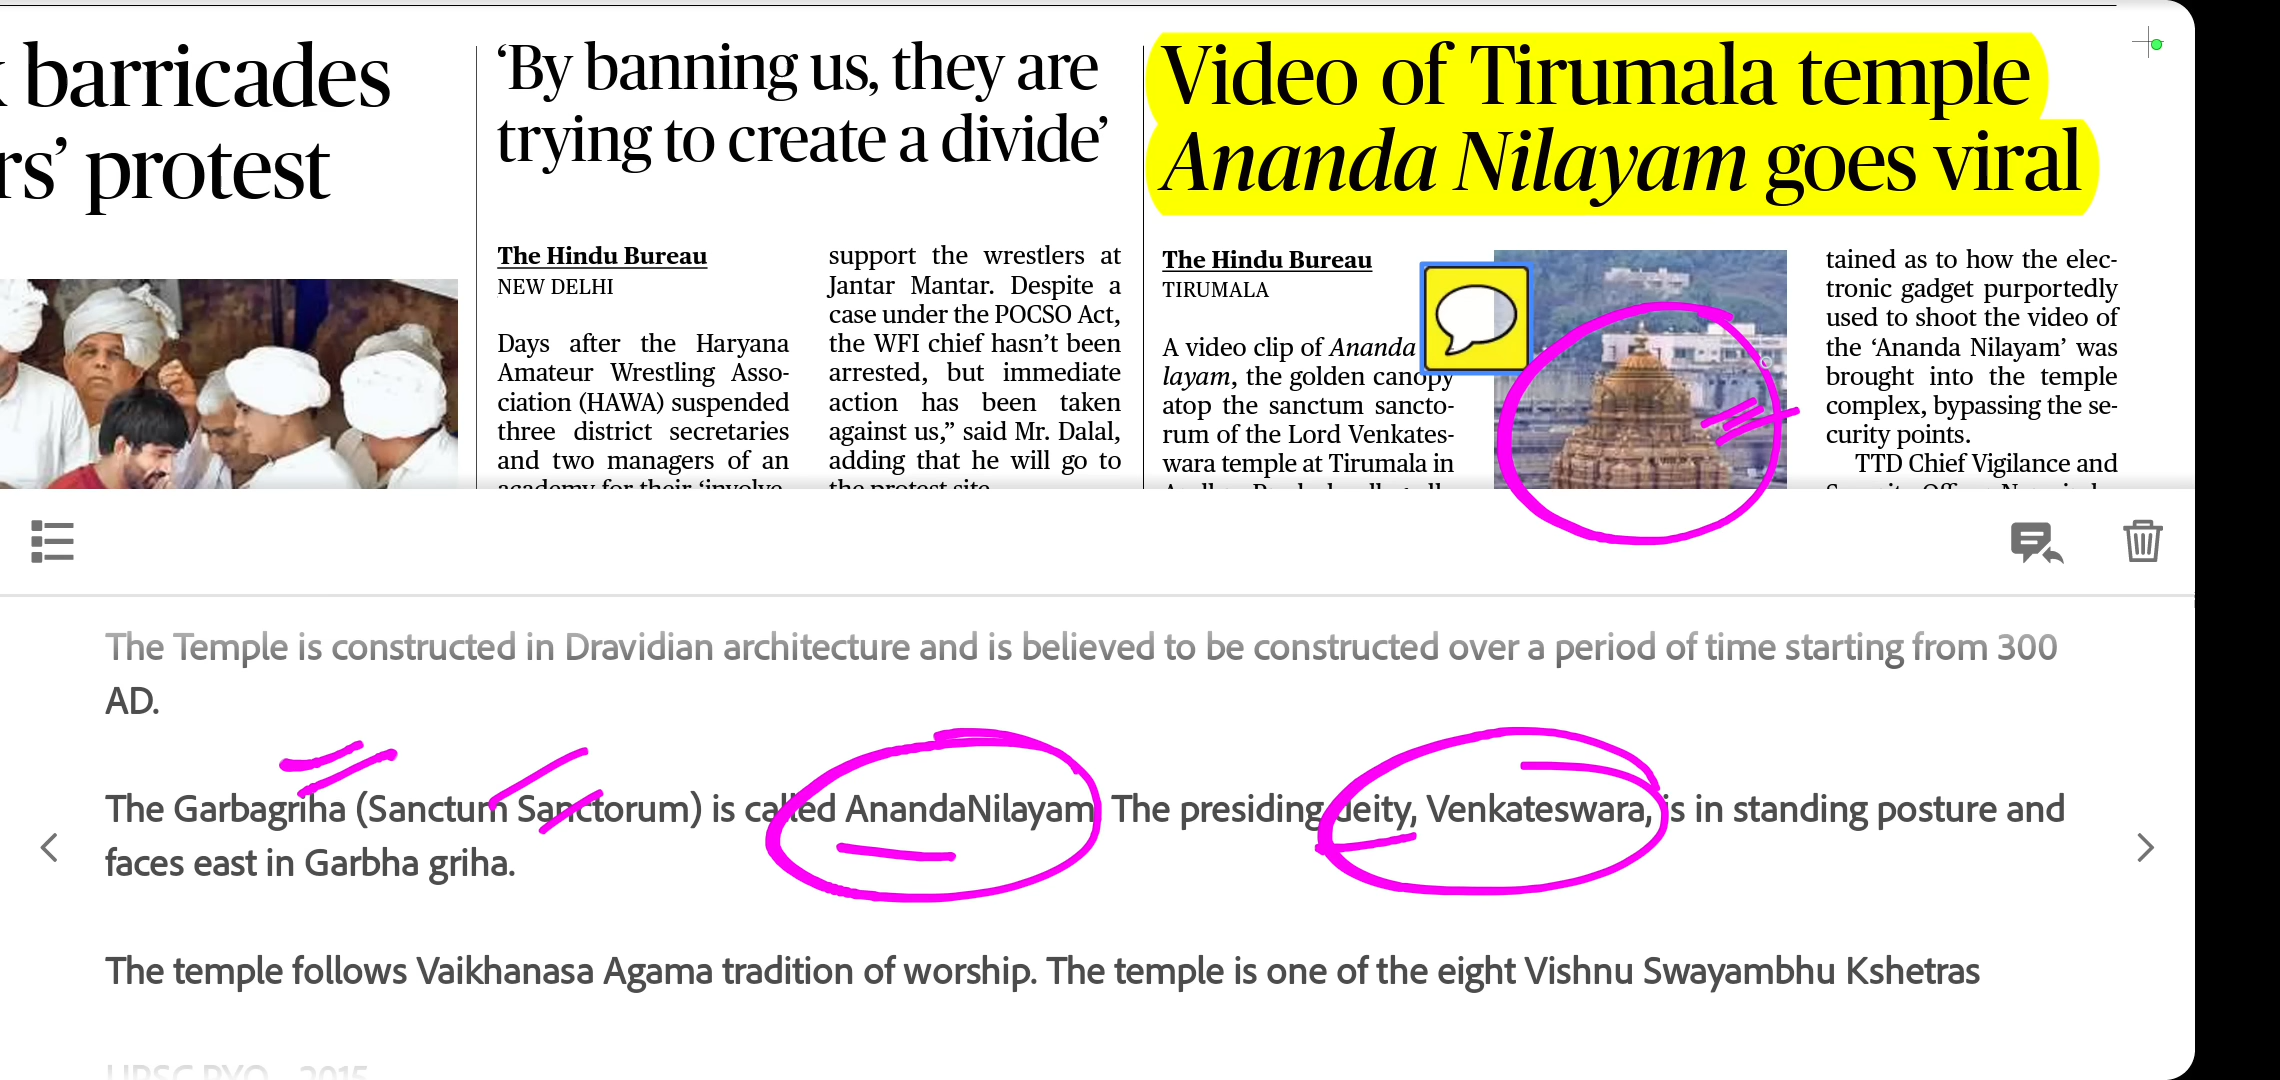 barricades
rs’ protest
‘By banning us, they are
trying to create a divide’
The Hindu Bureau
NEW DELHI
Days after the Haryana
Amateur Wrestling Asso-
ciation (HAWA) suspended
three district secretaries
and two managers of an
academy for their ‘involve-
support the wrestlers at
Jantar Mantar. Despite a
case under the POCSO Act,
the WFI chief hasn’t been
arrested, but immediate
action has been taken
against us,” said Mr. Dalal,
adding that he will go to
the protest site.
Video of Tirumala temple
Ananda Nilayam goes viral
The Hindu Bureau
TIRUMALA
A video clip of Ananda
layam, the golden canopy
atop the sanctum sancto-
rum of the Lord Venkates-
wara temple at Tirumala in
tained as to how the elec-
tronic gadget purportedly
used to shoot the video of
the ‘Ananda Nilayam’ was
brought into the temple
complex, bypassing the se-
curity points.
TTD Chief Vigilance and
The Temple is constructed in Dravidian architecture and is believed to be constructed over a period of time starting from 300
AD.
The Garbagriha (Sanctum Sanctorum) is called AnandaNilayam. The presiding deity, Venkateswara, is in standing posture and
faces east in Garbha griha.
The temple follows Vaikhanasa Agama tradition of worship. The temple is one of the eight Vishnu Swayambhu Kshetras
UPSC PYQ - 2015